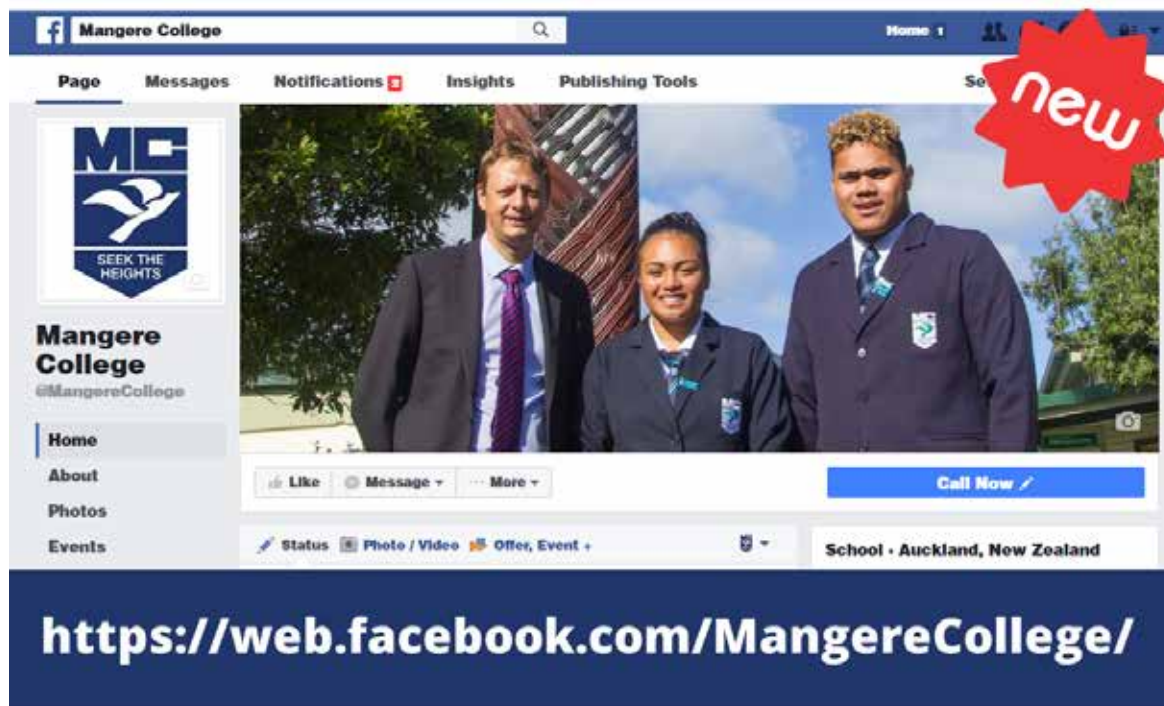 Mangere College
Home 1
Page Messages Notifications Insights Publishing Tools
new
MC
SEEK THE
HEIGHTS
Mangere
College
@MangereCollege
Home
About
Photos
Events
Like Message More
Call Now
Status Photo / Video Offer, Event +
School • Auckland, New Zealand
https://web.facebook.com/MangereCollege/